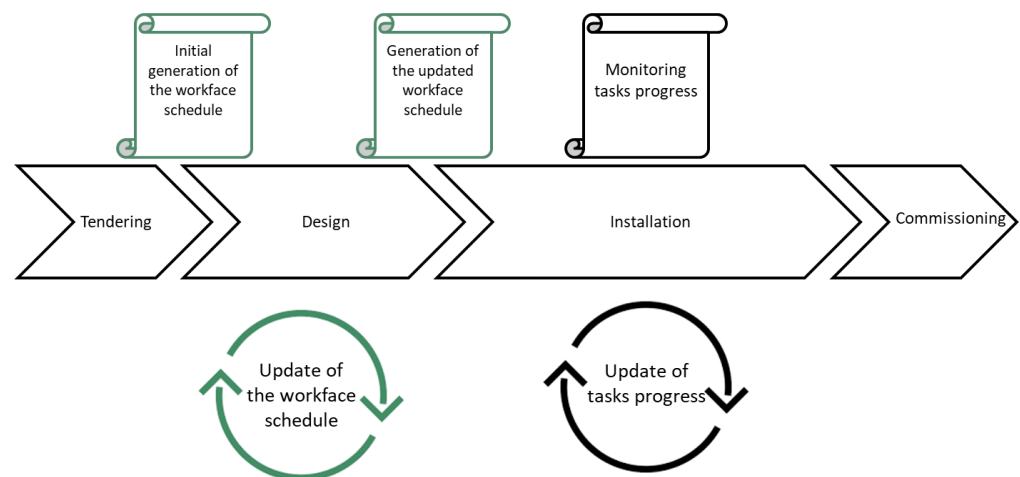 Initial
generation of
the workface
schedule
Generation of
the updated
workface
schedule
Monitoring
tasks progress
Tendering
Design
Installation
Commissioning
Update of
the workface
schedule
Update of
tasks progress